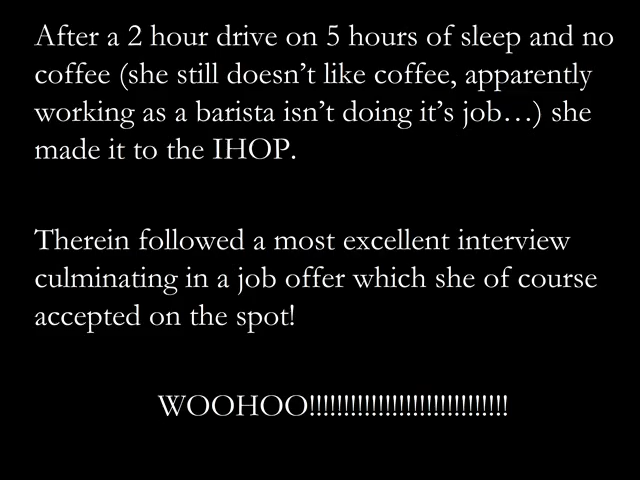 After a 2 hour drive on 5 hours of sleep and no
coffee (she still doesn’t like coffee, apparently
working as a barista isn’t doing it’s job…) she
made it to the IHOP.
Therein followed a most excellent interview
culminating in a job offer which she of course
accepted on the spot!
WOOHOO!!!!!!!!!!!!!!!!!!!!!!!!!!!!!